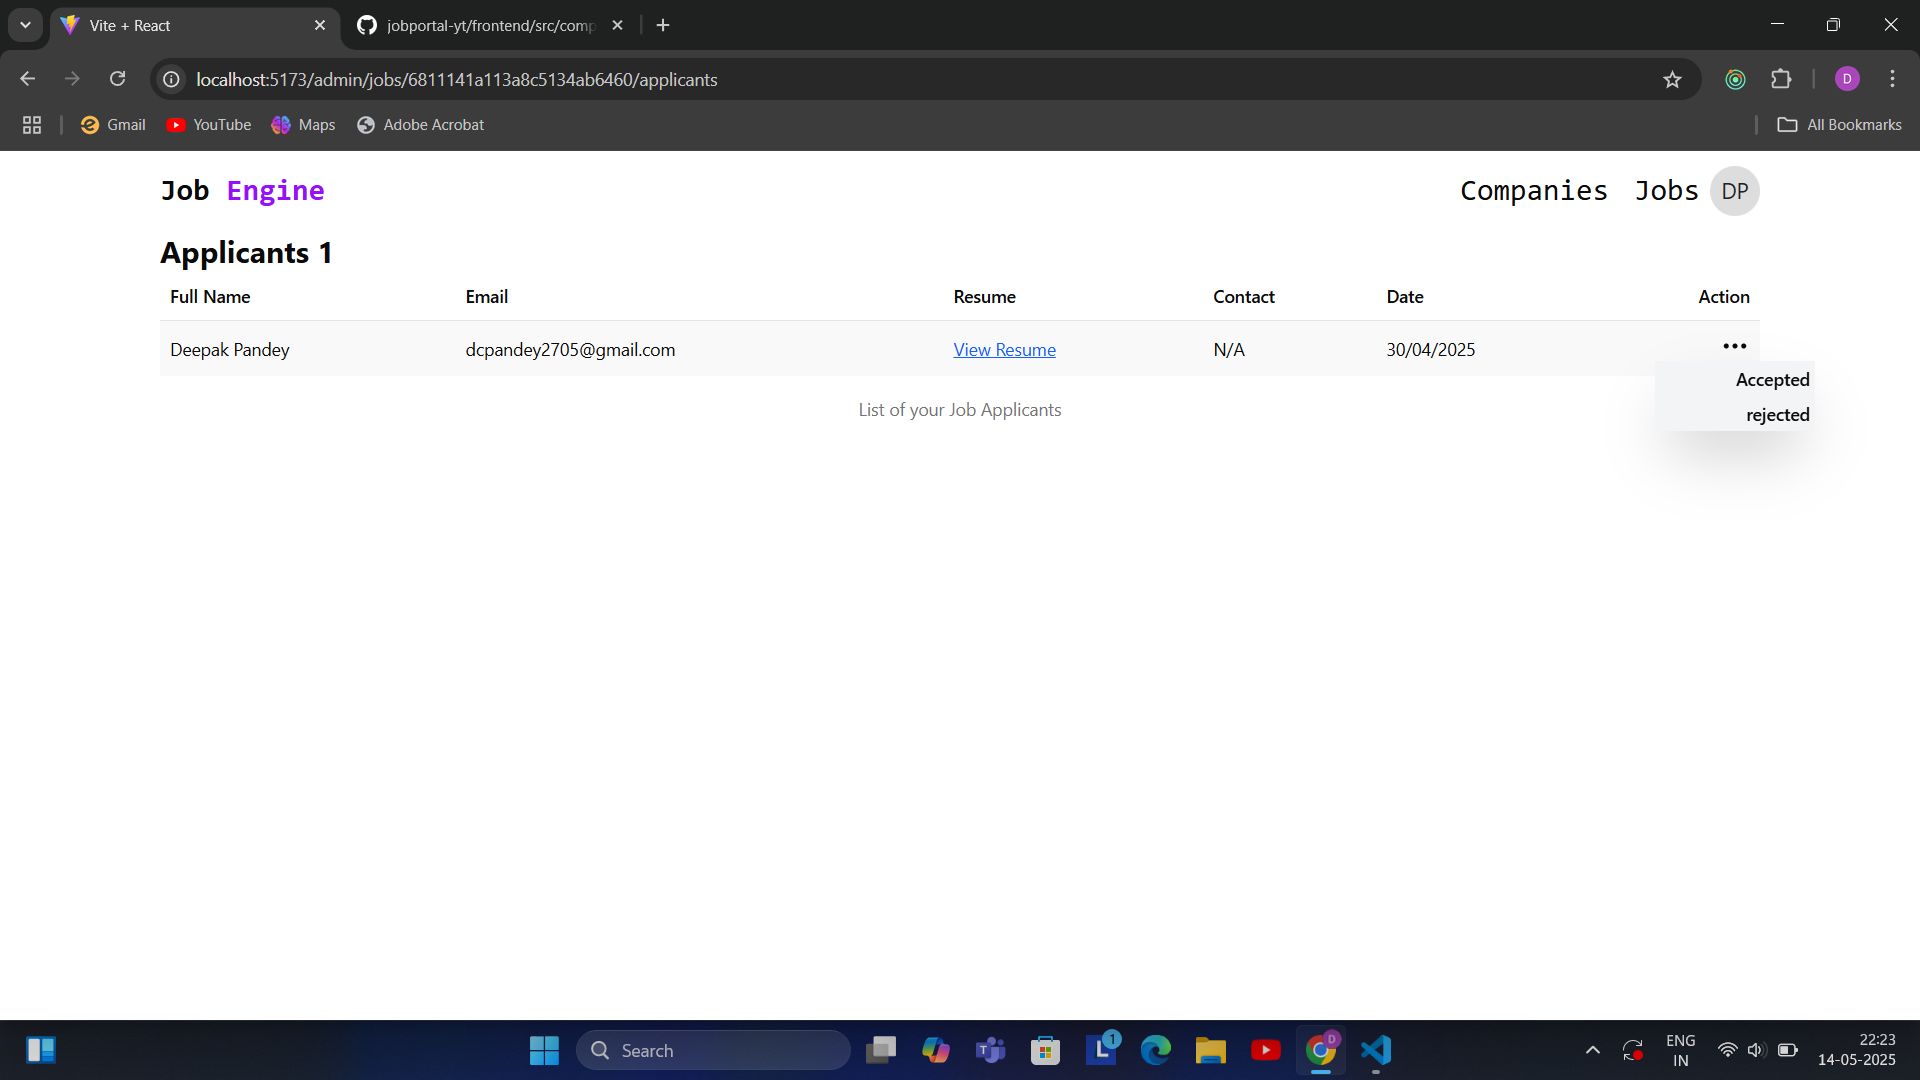 Vite + React
jobportal-yt/frontend/src/comp
localhost:5173/admin/jobs/6811141a113a8c5134ab6460/applicants
D
Gmail
YouTube
Maps
Adobe Acrobat
All Bookmarks
Job Engine
Companies
Jobs
DP
Applicants 1
Full Name
Email
Resume
Contact
Date
Action
Deepak Pandey
dcpandey2705@gmail.com
View Resume
N/A
30/04/2025
Accepted
rejected
List of your Job Applicants
Search
L
1
D
ENG
IN
22:23
14-05-2025